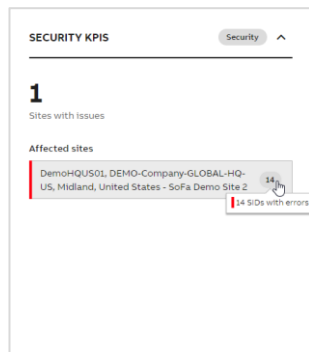 SECURITY KPIS
Security
1
Sites with issues
Affected sites
DemoHQUS01, DEMO-Company-GLOBAL-HQ-
US, Midland, United States - SoFa Demo Site 2
14
14 SIDs with errors